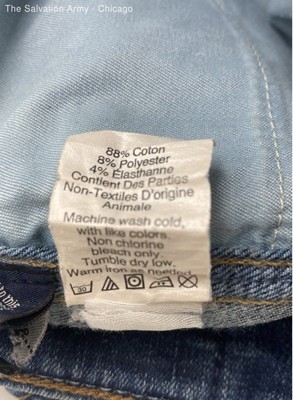 The Salvation Army - Chicago
88% Coton
8% Polyester
4% Élasthanne
Contient Des Parties
Non-Textiles D'origine
Animale
Machine wash cold,
with like colors.
Non chlorine
bleach only.
Tumble dry low.
Warm Iron as needed.
30